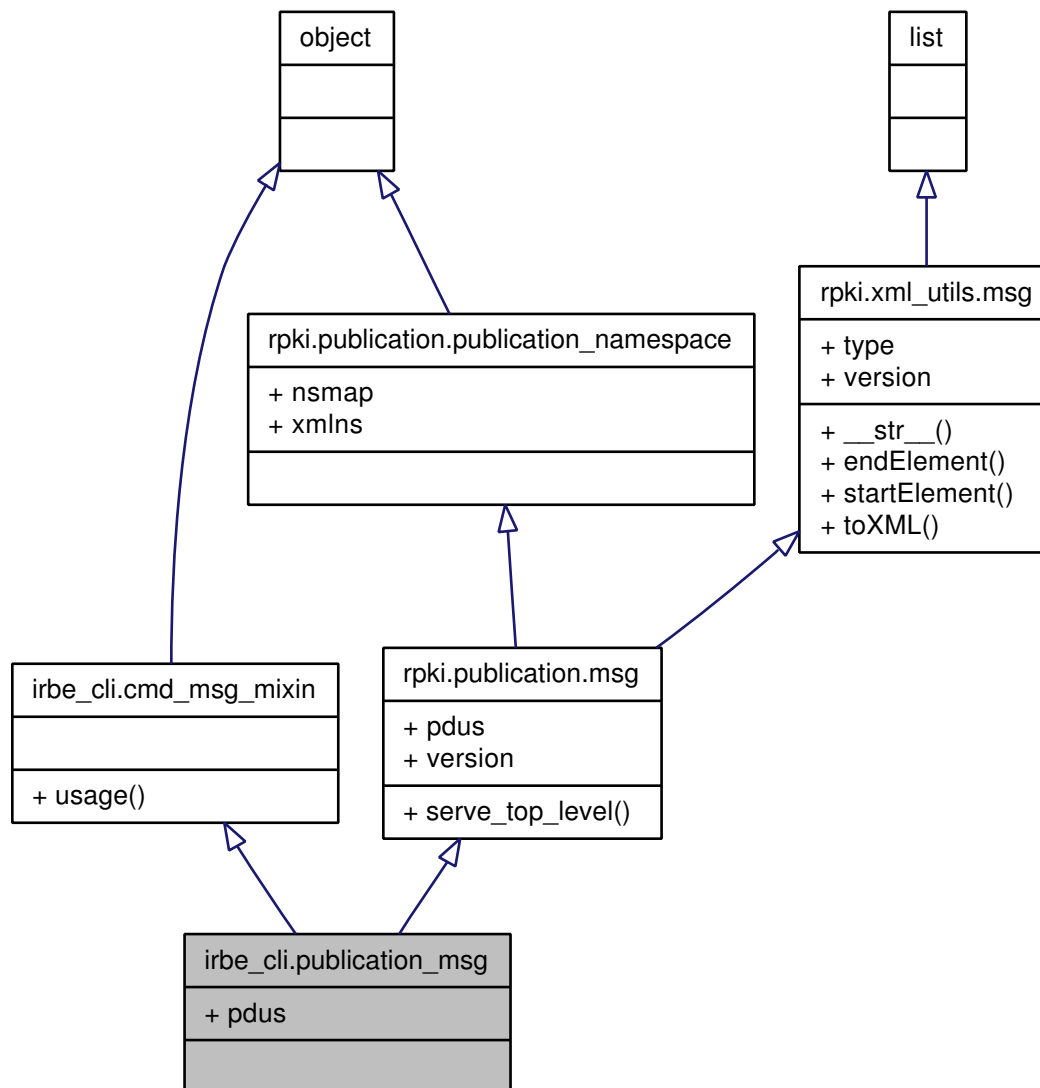 object
list
rpki.xml_utils.msg
+ type
+ version
+ __str__()
+ endElement()
+ startElement()
+ toXML()
rpki.publication.publication_namespace
+ nsmap
+ xmlns
irbe_cli.cmd_msg_mixin
+ usage()
rpki.publication.msg
+ pdus
+ version
+ serve_top_level()
irbe_cli.publication_msg
+ pdus